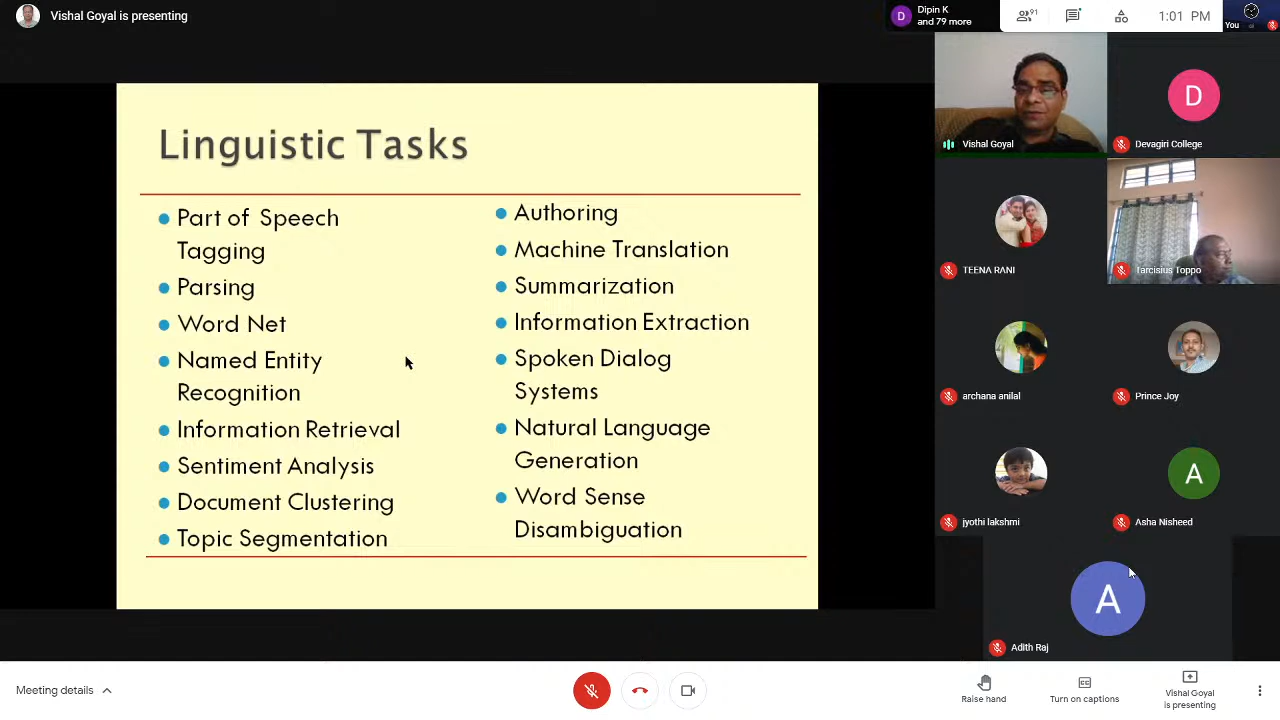 Vishal Goyal is presenting
D
Dipin K
and 79 more
91
1:01 PM
You
Linguistic Tasks
Part of Speech
Tagging
Parsing
Word Net
Named Entity
Recognition
Information Retrieval
Sentiment Analysis
Document Clustering
Topic Segmentation
Authoring
Machine Translation
Summarization
Information Extraction
Spoken Dialog
Systems
Natural Language
Generation
Word Sense
Disambiguation
Vishal Goyal
D
Devagiri College
TEENA RANI
Tarcisius Toppo
archana anilal
Prince Joy
jyothi lakshmi
A
Asha Nisheed
A
Adith Raj
Meeting details
Raise hand
CC
Turn on captions
Vishal Goyal
is presenting